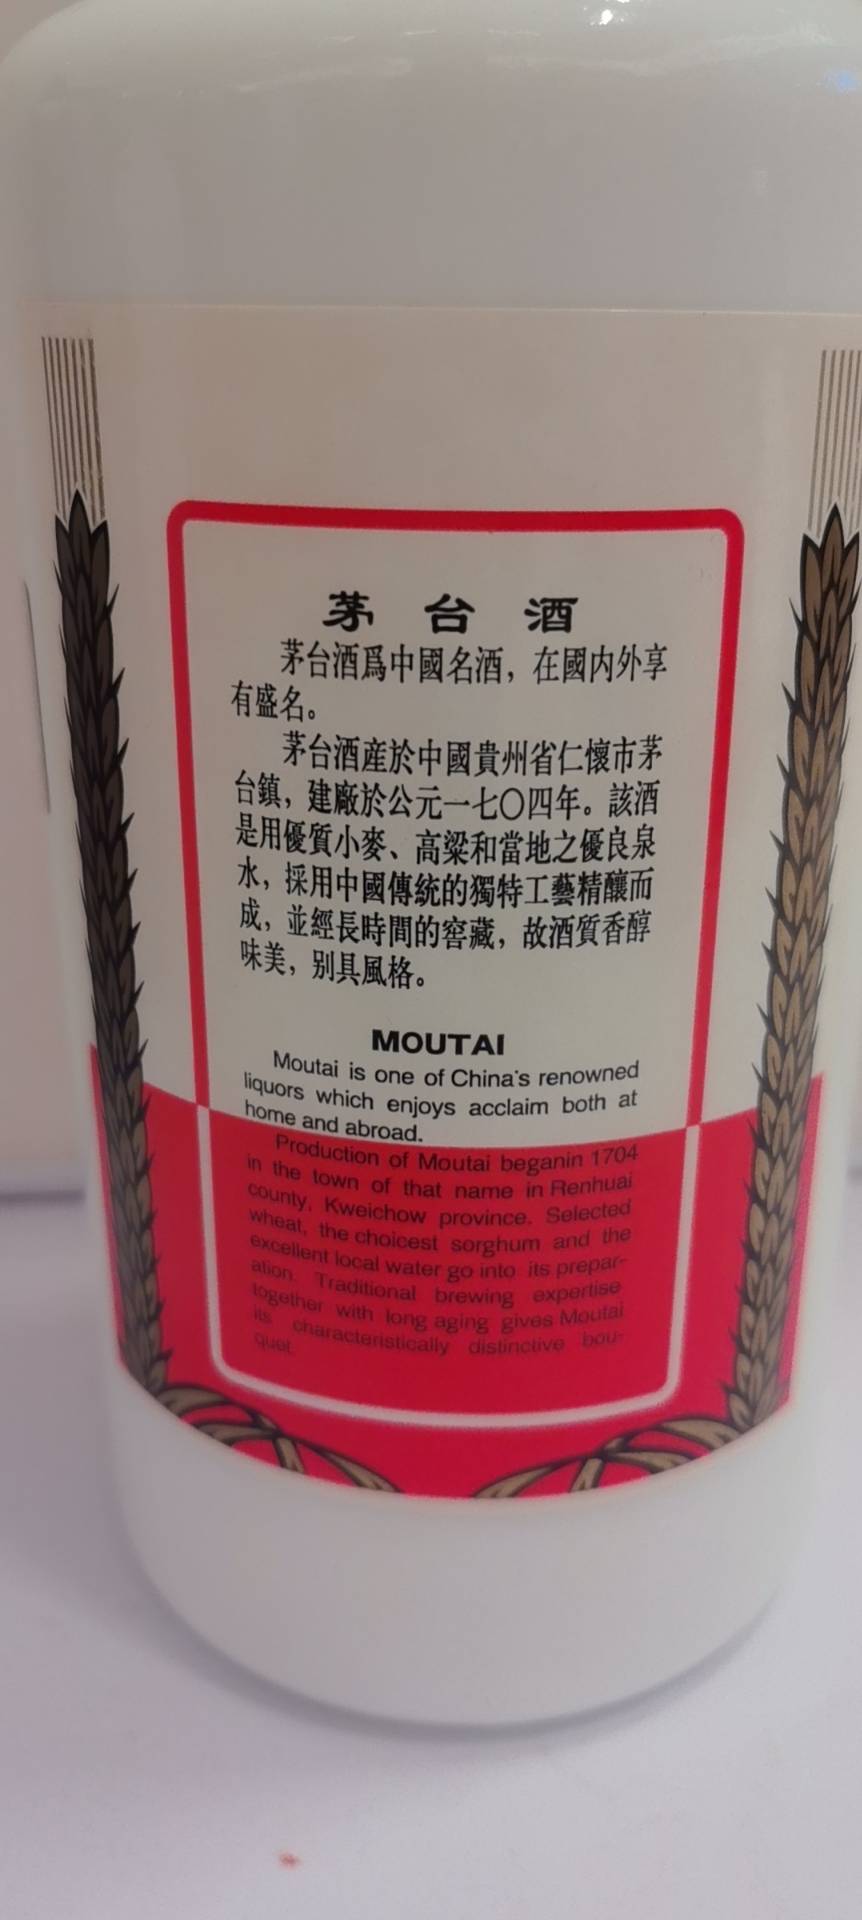 茅台酒
茅台酒爲中國名酒，在國内外享
有盛名。
茅台酒産於中國貴州省仁懷市茅
台鎮，建廠於公元一七〇四年。該酒
是用優質小麥、高粱和當地之優良泉
水，採用中國傳統的獨特工藝精釀而
成，並經長時間的窖藏，故酒質香醇
味美，别具風格。
MOUTAI
Moutai is one of China's renowned
liquors which enjoys acclaim both at
home and abroad.
Production of Moutai beganin 1704
in the town of that name in Renhuai
county, Kweichow province. Selected
wheat, the choicest sorghum and the
excellent local water go into its prepar-
ation. Traditional brewing expertise
together with long aging gives Moutai
its characteristically distinctive bou-
quet.